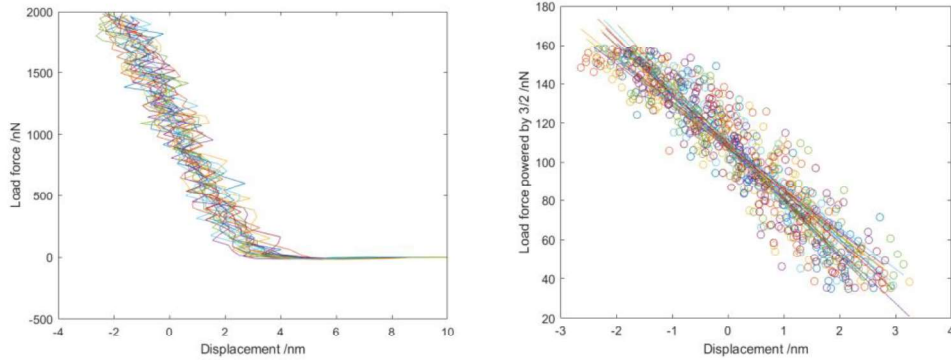 2000
1500
1000
500
0
-500
-4 -2 0 2 4 6 8 10
Load force /nN
Displacement /nm
180
160
140
120
100
80
60
40
20
-3 -2 -1 0 1 2 3 4
Load force powered by 3/2 /nN
Displacement /nm